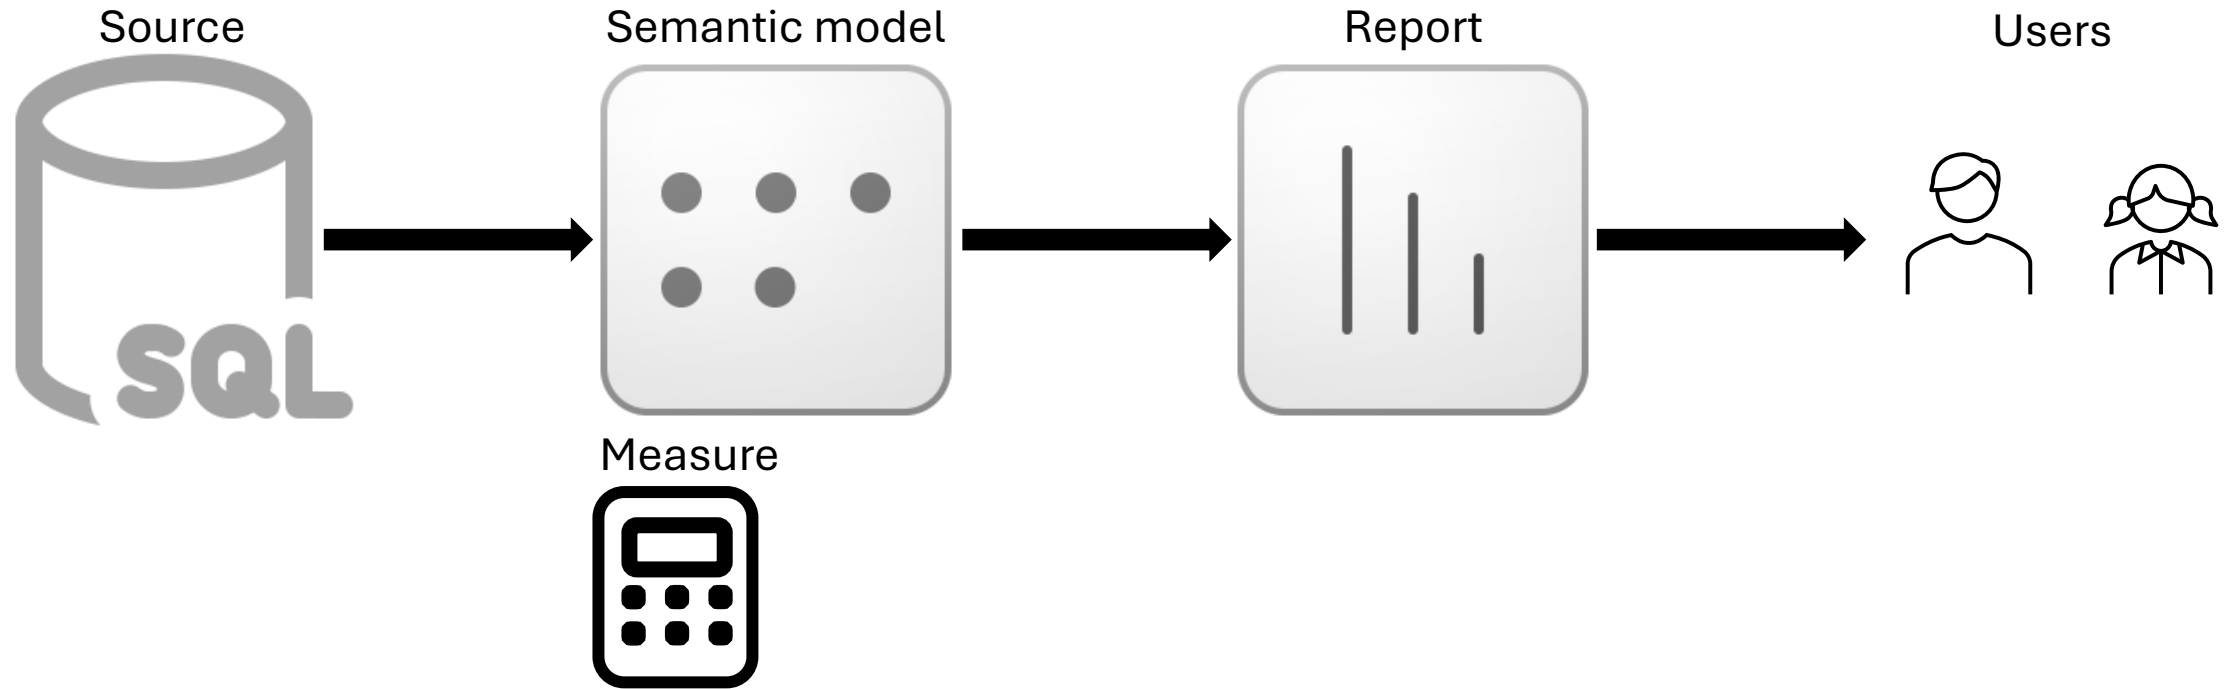 Source
Semantic model
Report
Users
SQL
Measure